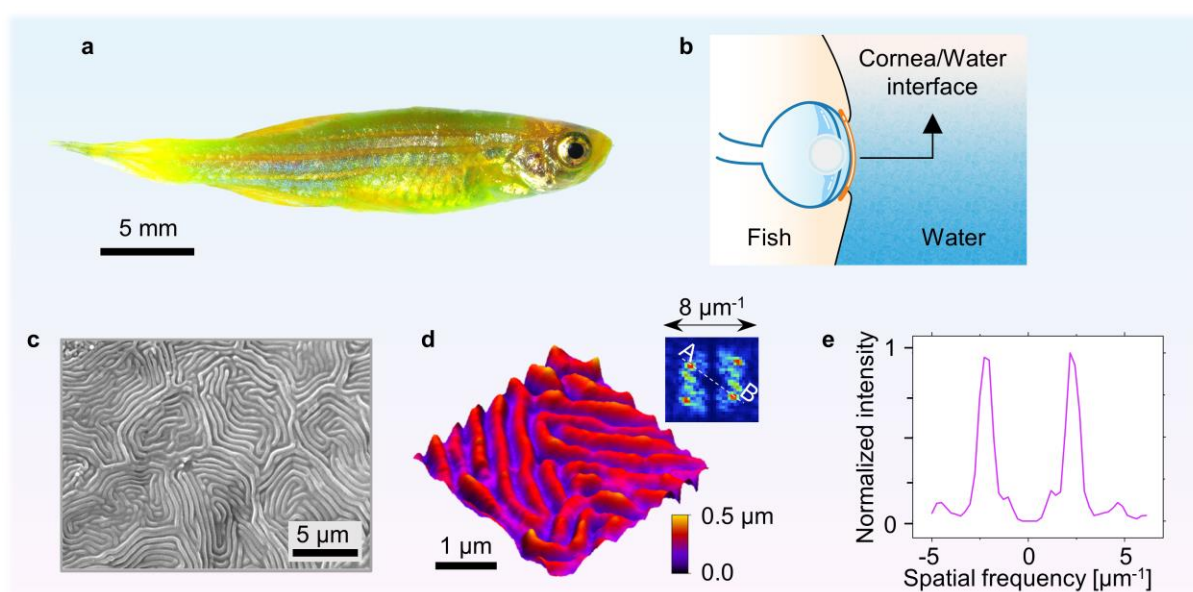 a
5 mm
b
Cornea/Water
interface
Fish
Water
c
5 µm
d
8 µm⁻¹
A
B
1 µm
0.5 µm
0.0
e
Normalized intensity
1
0
-5
0
5
Spatial frequency [µm⁻¹]